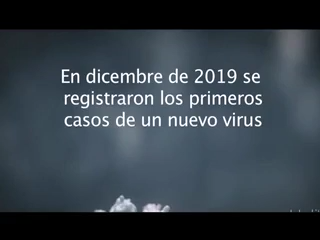 En dicembre de 2019 se
registraron los primeros
casos de un nuevo virus